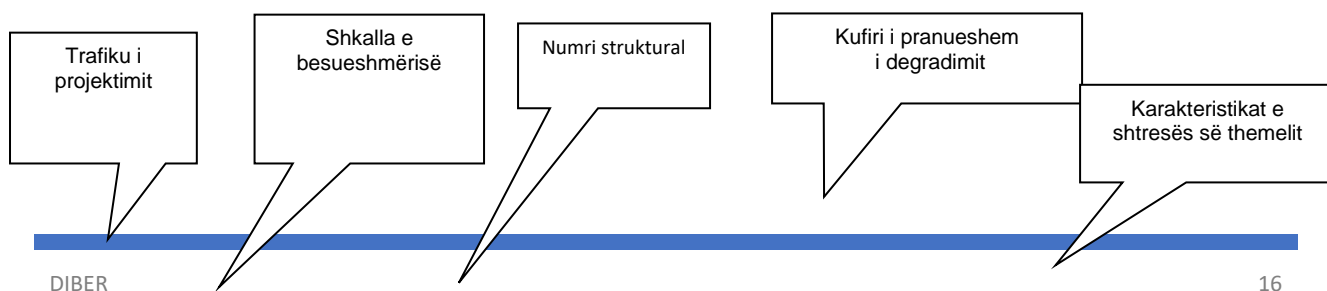 Trafiku i
projektimit
Shkalla e
besueshmërisë
Numri struktural
Kufiri i pranueshem
i degradimit
Karakteristikat e
shtresës së themelit
DIBER
16